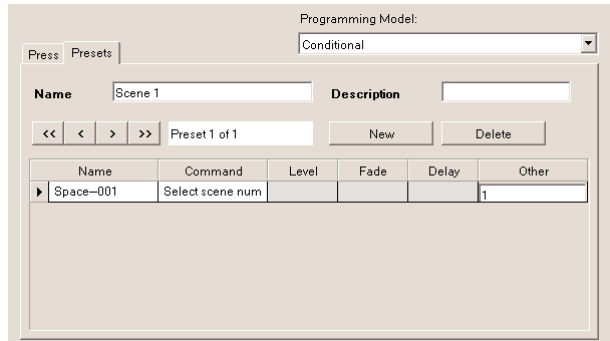 Programming Model:
Conditional
Press Presets
Name Scene 1 Description
<< < > >> Preset 1 of 1 New Delete
Name Command Level Fade Delay Other
Space--001 Select scene num 1